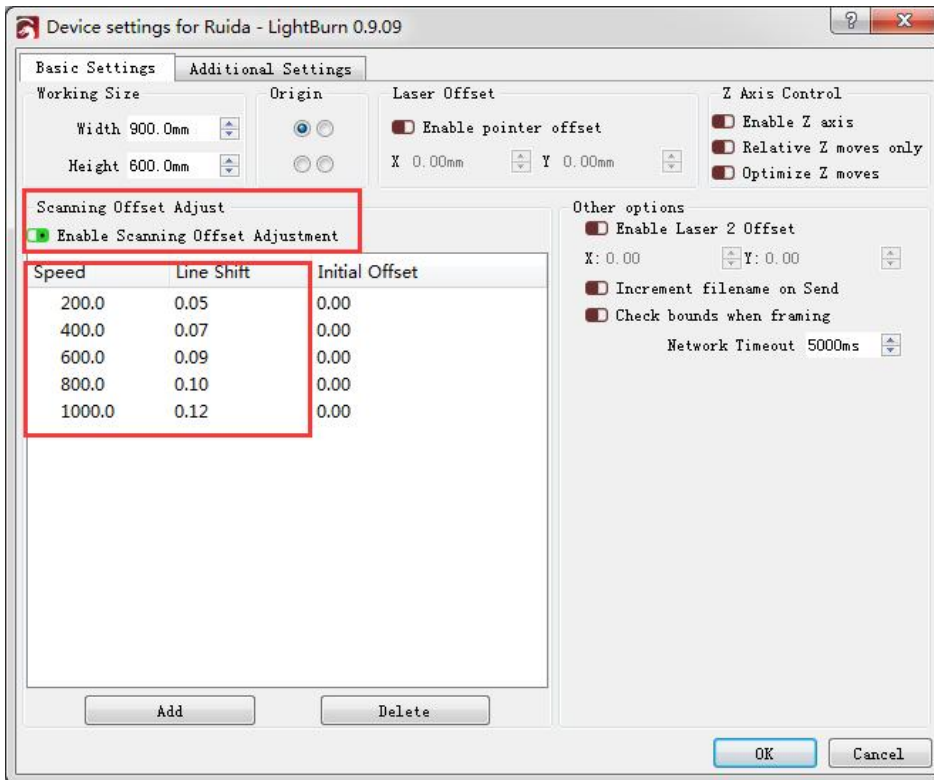 Device settings for Ruida - LightBurn 0.9.09
Basic Settings
Additional Settings
Working Size
Width 900.0mm
Height 600.0mm
Origin
Laser Offset
Enable pointer offset
X 0.00mm Y 0.00mm
Z Axis Control
Enable Z axis
Relative Z moves only
Optimize Z moves
Scanning Offset Adjust
Enable Scanning Offset Adjustment
Speed Line Shift Initial Offset
200.0 0.05 0.00
400.0 0.07 0.00
600.0 0.09 0.00
800.0 0.10 0.00
1000.0 0.12 0.00
Add Delete
Other options
Enable Laser 2 Offset
X: 0.00 Y: 0.00
Increment filename on Send
Check bounds when framing
Network Timeout 5000ms
OK Cancel